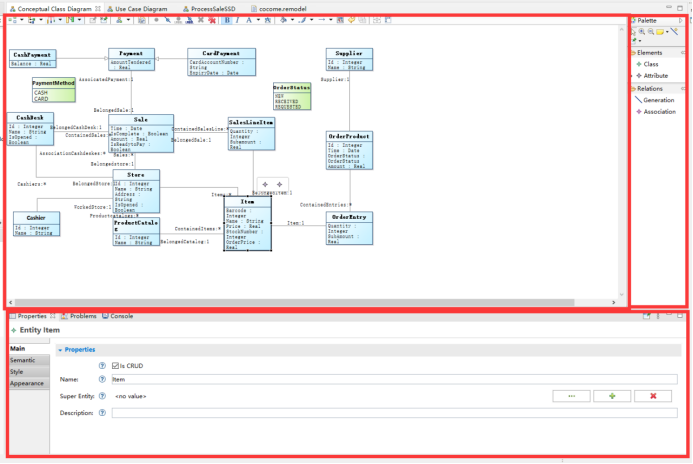 Conceptual Class Diagram
Use Case Diagram
ProcessSaleSSD
cocome.remodel
Palette
Elements
Class
Attribute
Relations
Generation
Association
CashPayment
Balance : Real
Payment
amountTendered
: Real
CardPayment
CardAccountNumber :
String
ExpiryDate : Date
Supplier
Id : Integer
Name : String
PaymentMethod
CASH
CARD
AssociatedPayment:1
Supplier:1
OrderStatus
NEW
RECEIVED
REQUESTED
BelongedSale:1
CashDesk
Id : Integer
Name : String
IsOpened :
Boolean
BelongedCashDesk:1
ContainedSales:*
Sale
Time : Date
IsComplete : Boolean
Amount : Real
IsReadytoPay :
Boolean
ContainedSalesLine:*
BelongedSale:1
SalesLineItem
Quantity :
Integer
Subamount :
Real
OrderProduct
Id : Integer
Time : Date
OrderStatus :
OrderStatus
Amount : Real
AssociationCashdeskes:*
Sales:*
Belongedstore:1
Cashiers:*
BelongedStore:1
Store
Id : Integer
Name : String
Address :
String
IsOpened :
Boolean
Item:*
Belongeditem:1
ContainedEntries:*
WorkedStore:1
Cashier
Id : Integer
Name : String
Productcatalogs:*
ProductCatalo
g
Id : Integer
Name : String
ContainedItems:*
BelongedCatalog:1
Item
Barcode :
Integer
Name : String
Price : Real
StockNumber :
Integer
OrderPrice :
Real
Item:1
OrderEntry
Quantity :
Integer
Subamount :
Real
Properties
Problems
Console
Entity Item
Main
Semantic
Style
Appearance
Properties
Is CRUD
Name:
Item
Super Entity:
<no value>
...
Description: